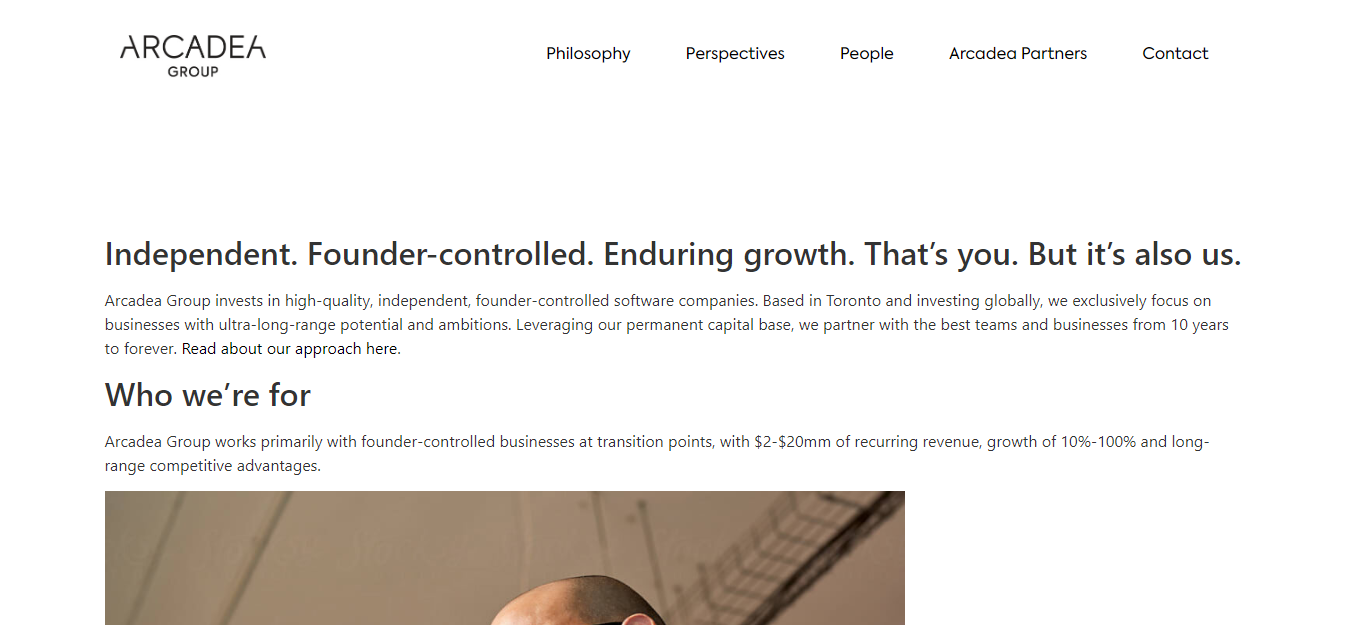 ARCADEA
GROUP
Philosophy Perspectives People Arcadea Partners Contact
Independent. Founder-controlled. Enduring growth. That’s you. But it’s also us.
Arcadea Group invests in high-quality, independent, founder-controlled software companies. Based in Toronto and investing globally, we exclusively focus on
businesses with ultra-long-range potential and ambitions. Leveraging our permanent capital base, we partner with the best teams and businesses from 10 years
to forever. Read about our approach here.
Who we’re for
Arcadea Group works primarily with founder-controlled businesses at transition points, with $2-$20mm of recurring revenue, growth of 10%-100% and long-
range competitive advantages.